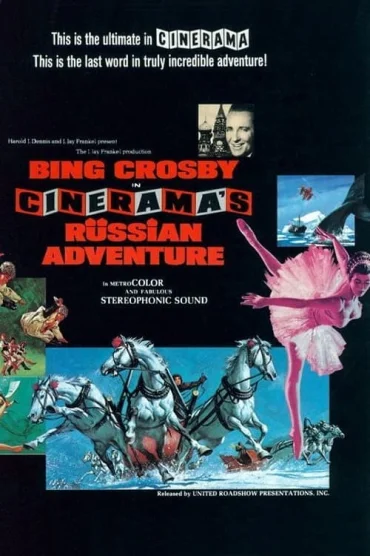 This is the ultimate in CINERAMA
This is the last word in truly incredible adventure!
Harold J. Dennis and J. Jay Frankel present
The J. Jay Frankel production
BING CROSBY
IN
CINERAMA'S
RUSSIAN
ADVENTURE
In METROCOLOR
AND FABULOUS
STEREOPHONIC SOUND
Released by UNITED ROADSHOW PRESENTATIONS, INC.